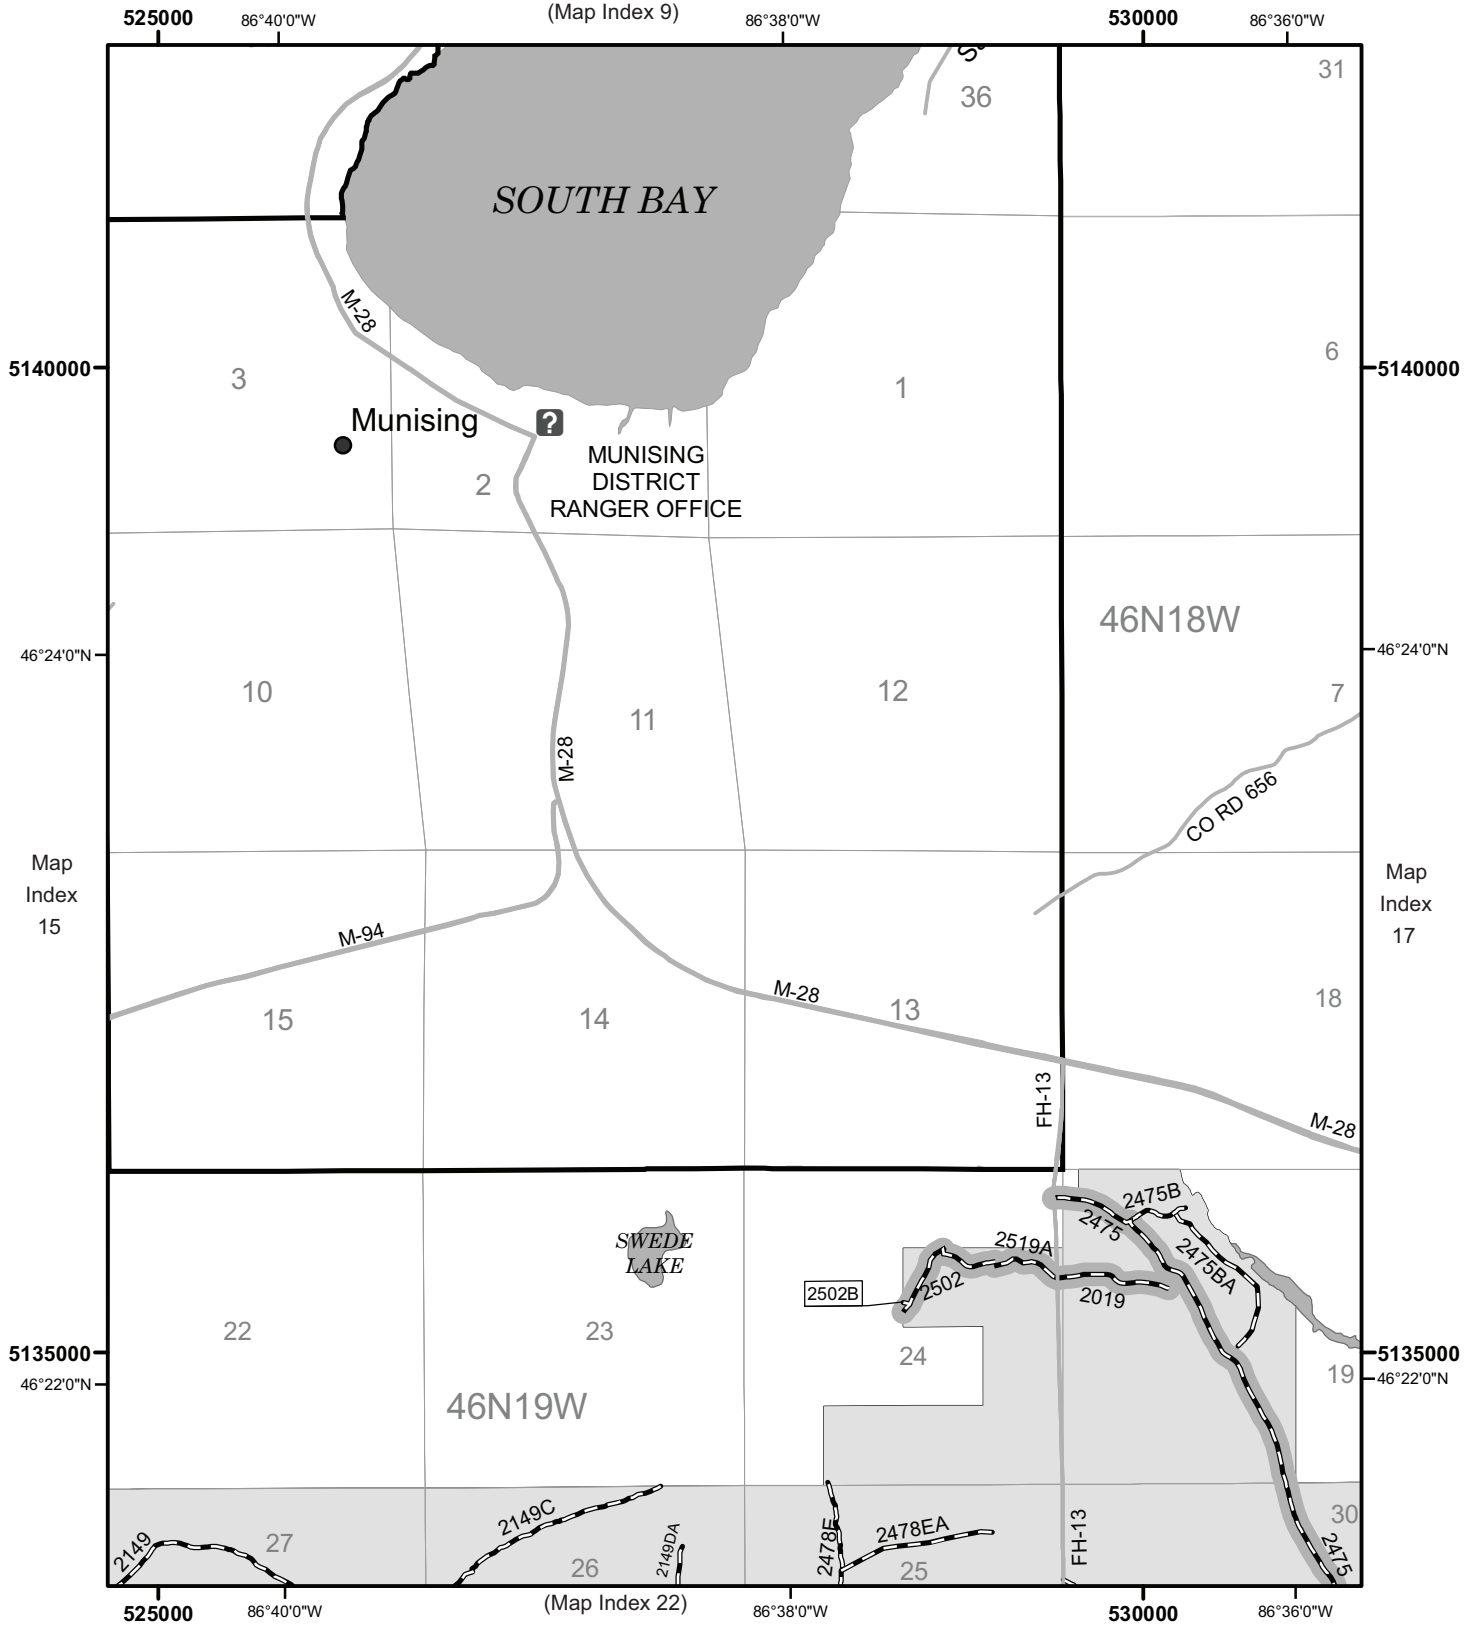 (Map Index 9)
525000
86°40'0"W
86°38'0"W
530000
86°36'0"W
31
36
SOUTH BAY
M-28
5140000
3
1
6
5140000
Munising
?
2
MUNISING
DISTRICT
RANGER OFFICE
46N18W
46°24'0"N
46°24'0"N
10
11
12
7
M-28
CO RD 656
Map
Index
15
Map
Index
17
M-94
15
14
M-28
13
18
FH-13
M-28
2475B
2475
2475BA
SWEDE
LAKE
2519A
2502
2502B
2019
22
23
24
19
5135000
46°22'0"N
5135000
46°22'0"N
46N19W
2149
27
2149C
26
2149DA
2478E
2478EA
25
FH-13
30
2475
525000
86°40'0"W
(Map Index 22)
86°38'0"W
530000
86°36'0"W